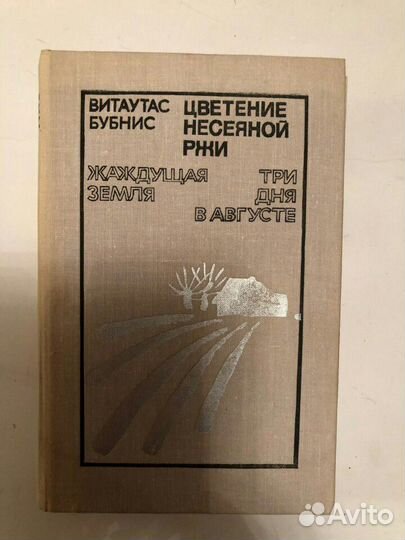 ВИТАУТАС
БУБНИС
ЦВЕТЕНИЕ
НЕСЕЯНОЙ
РЖИ
ЖАЖДУЩАЯ
ЗЕМЛЯ
ТРИ
ДНЯ
В АВГУСТЕ
Avito